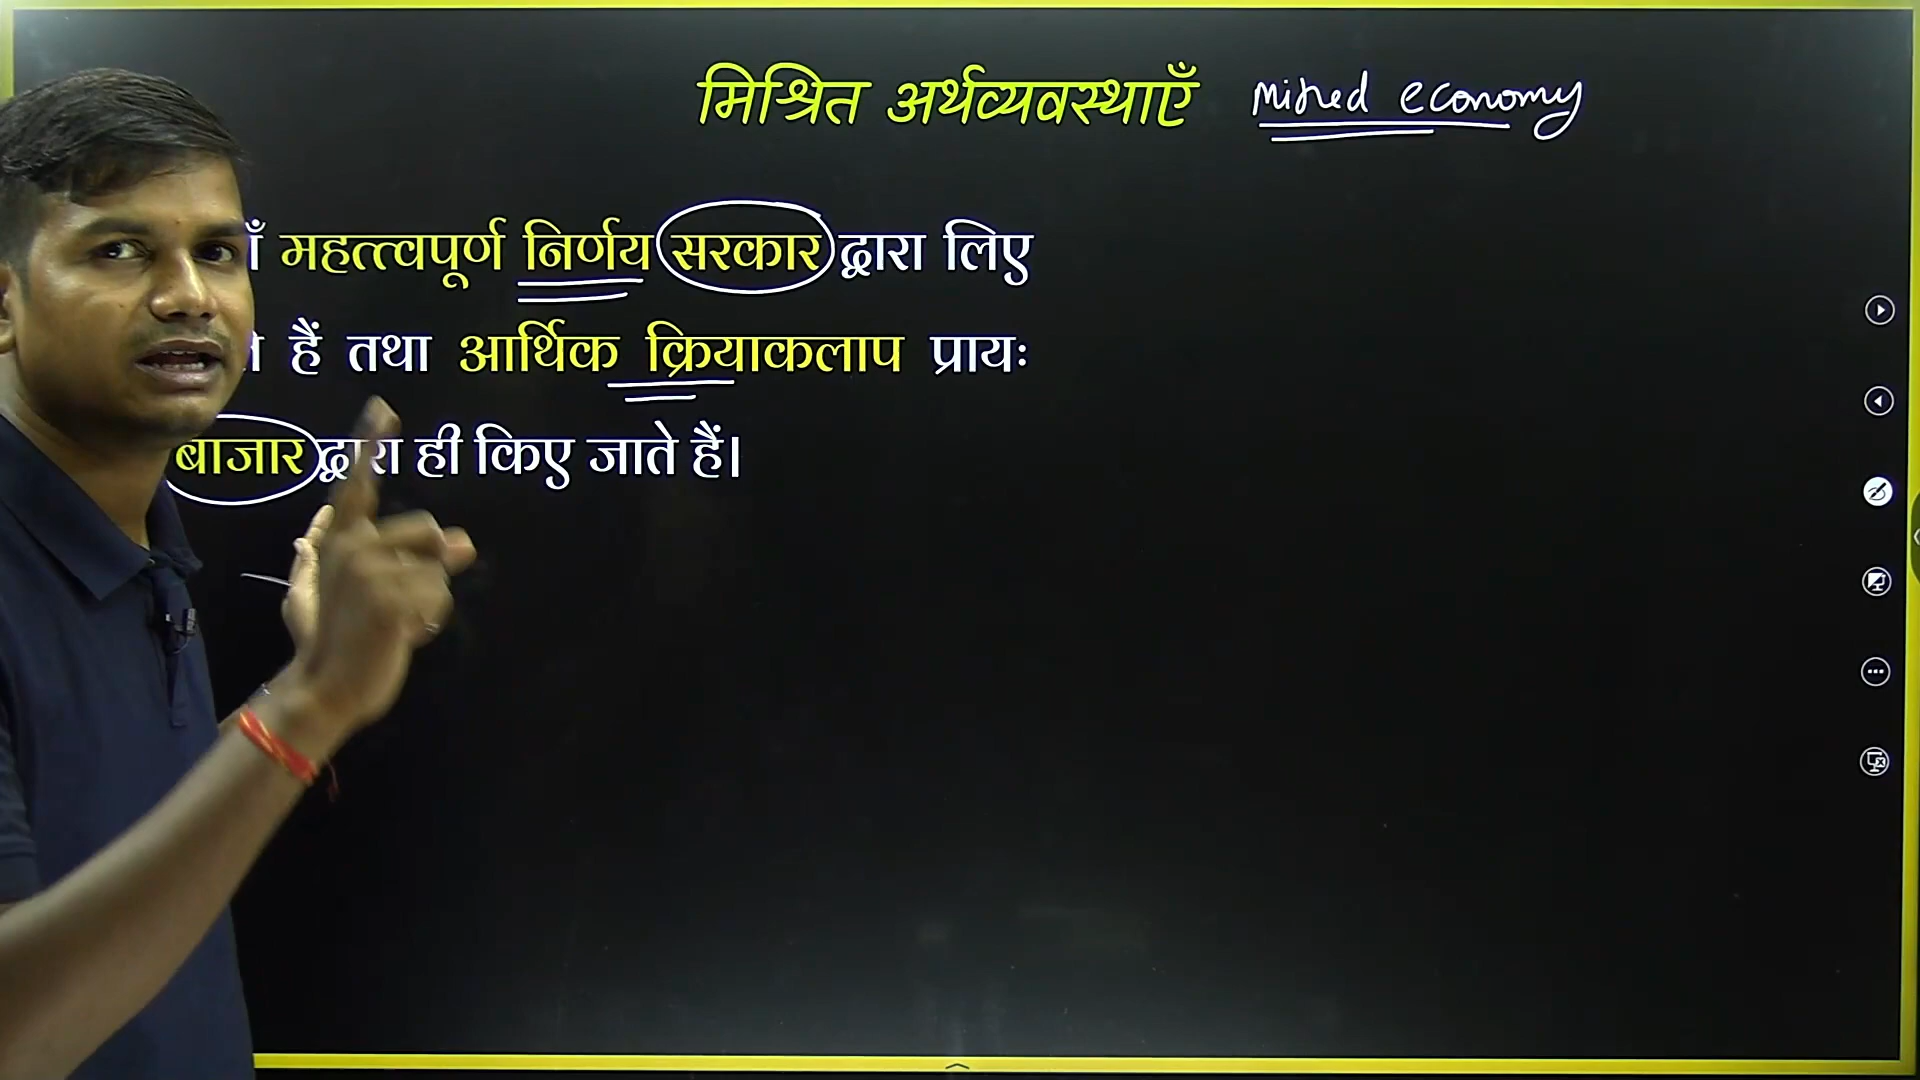 मिश्रित अर्थव्यवस्थाएँ mixed economy
महत्त्वपूर्ण निर्णय सरकार द्वारा लिए
हैं तथा आर्थिक क्रियाकलाप प्रायः
बाजार द्वारा ही किए जाते हैं।